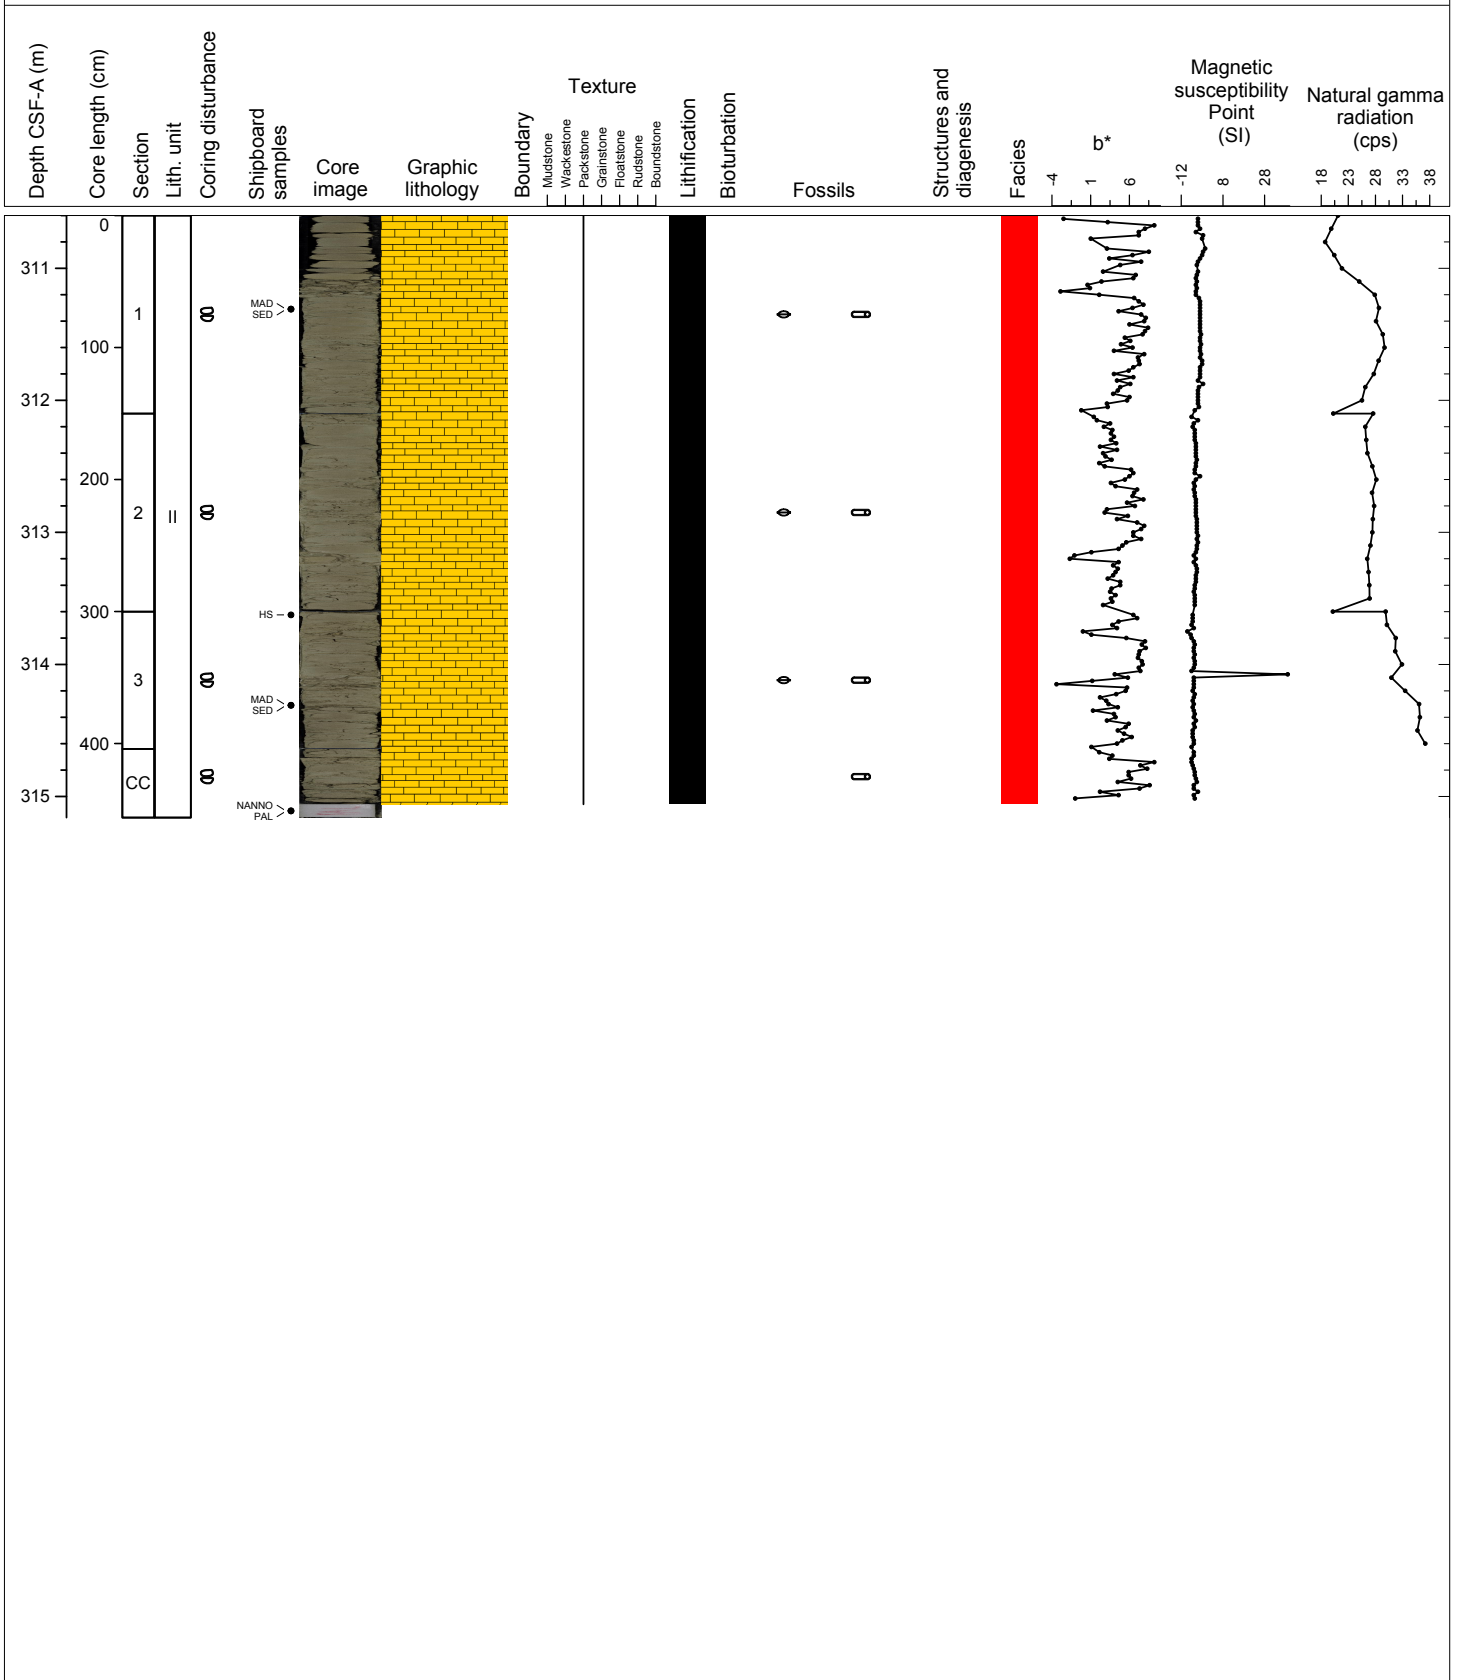 Depth CSF-A (m)
Core length (cm)
Section
Lith. unit
Coring disturbance
Shipboard
samples
Core
image
Graphic
lithology
Boundary
Texture
Mudstone
Wackestone
Packstone
Grainstone
Floatstone
Rudstone
Boundstone
Lithification
Bioturbation
Fossils
Structures and
diagenesis
Facies
b*
-4 1 6
Magnetic
susceptibility
Point
(SI)
-12 8 28
Natural gamma
radiation
(cps)
18 23 28 33 38
0
311
1
MAD
SED
100
312
200
2
II
313
300
HS
314
3
MAD
SED
400
CC
315
NANNO
PAL